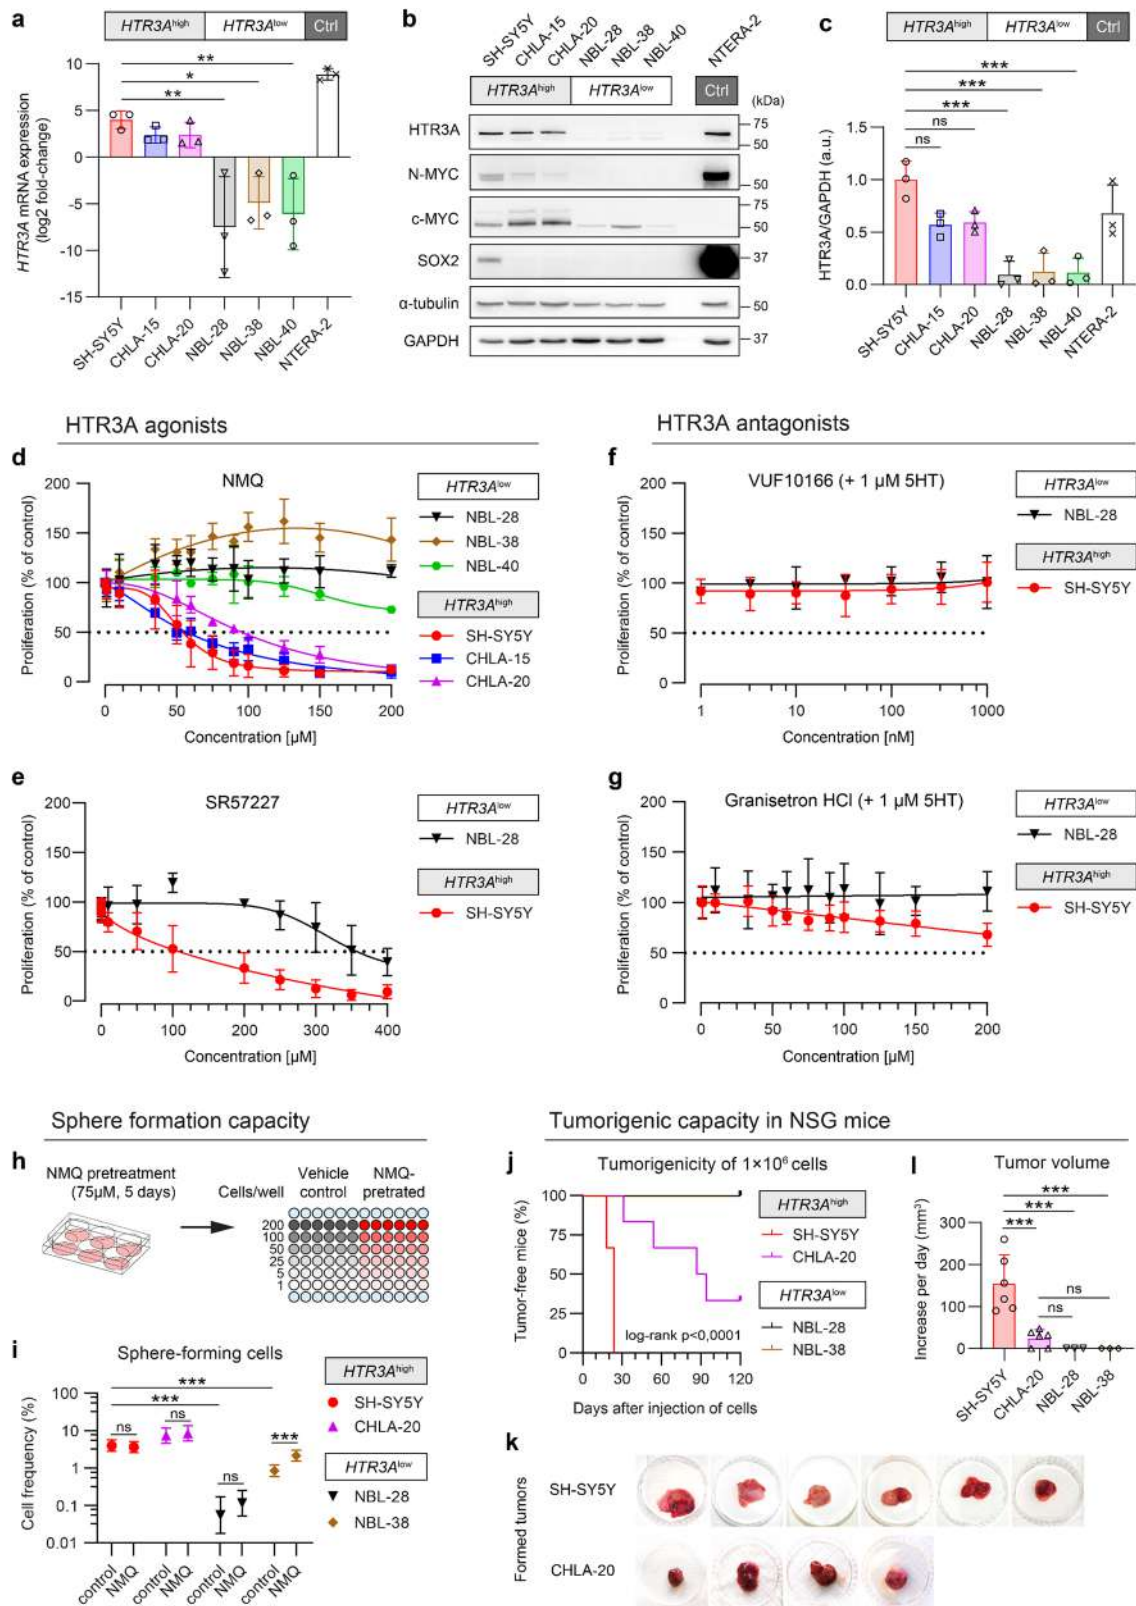 a
HTR3Ahigh HTR3Alow Ctrl
HTR3A mRNA expression
(log2 fold-change)
10
5
0
-5
-10
-15
**
*
**
SH-SY5Y
CHLA-15
CHLA-20
NBL-28
NBL-38
NBL-40
NTERA-2
b
SH-SY5Y
CHLA-15
CHLA-20
NBL-28
NBL-38
NBL-40
NTERA-2
HTR3Ahigh HTR3Alow Ctrl
(kDa)
HTR3A
75
50
N-MYC
75
50
c-MYC
75
50
SOX2
37
α-tubulin
50
GAPDH
37
c
HTR3Ahigh HTR3Alow Ctrl
HTR3A/GAPDH (a.u.)
1.5
1.0
0.5
0.0
***
***
***
ns
ns
SH-SY5Y
CHLA-15
CHLA-20
NBL-28
NBL-38
NBL-40
NTERA-2
HTR3A agonists
d
NMQ
Proliferation (% of control)
200
150
100
50
0
0 50 100 150 200
Concentration [µM]
HTR3Alow
NBL-28
NBL-38
NBL-40
HTR3Ahigh
SH-SY5Y
CHLA-15
CHLA-20
e
SR57227
Proliferation (% of control)
200
150
100
50
0
0 100 200 300 400
Concentration [µM]
HTR3Alow
NBL-28
HTR3Ahigh
SH-SY5Y
HTR3A antagonists
f
VUF10166 (+ 1 µM 5HT)
Proliferation (% of control)
200
150
100
50
0
1 10 100 1000
Concentration [nM]
HTR3Alow
NBL-28
HTR3Ahigh
SH-SY5Y
g
Granisetron HCl (+ 1 µM 5HT)
Proliferation (% of control)
200
150
100
50
0
0 50 100 150 200
Concentration [µM]
HTR3Alow
NBL-28
HTR3Ahigh
SH-SY5Y
Sphere formation capacity
h
NMQ pretreatment
(75µM, 5 days)
Cells/well
Vehicle
control
NMQ-
pretrated
200
100
50
25
5
1
i
Sphere-forming cells
Cell frequency (%)
100
10
1
0.1
0.01
***
***
ns
ns
ns
***
control
NMQ
control
NMQ
control
NMQ
control
NMQ
HTR3Ahigh
SH-SY5Y
CHLA-20
HTR3Alow
NBL-28
NBL-38
Tumorigenic capacity in NSG mice
j
Tumorigenicity of 1×10⁶ cells
Tumor-free mice (%)
100
75
50
25
0
log-rank p<0,0001
0 30 60 90 120
Days after injection of cells
HTR3Ahigh
SH-SY5Y
CHLA-20
HTR3Alow
NBL-28
NBL-38
l
Tumor volume
Increase per day (mm³)
300
200
100
0
***
***
***
ns
ns
SH-SY5Y
CHLA-20
NBL-28
NBL-38
k
Formed tumors
SH-SY5Y
CHLA-20